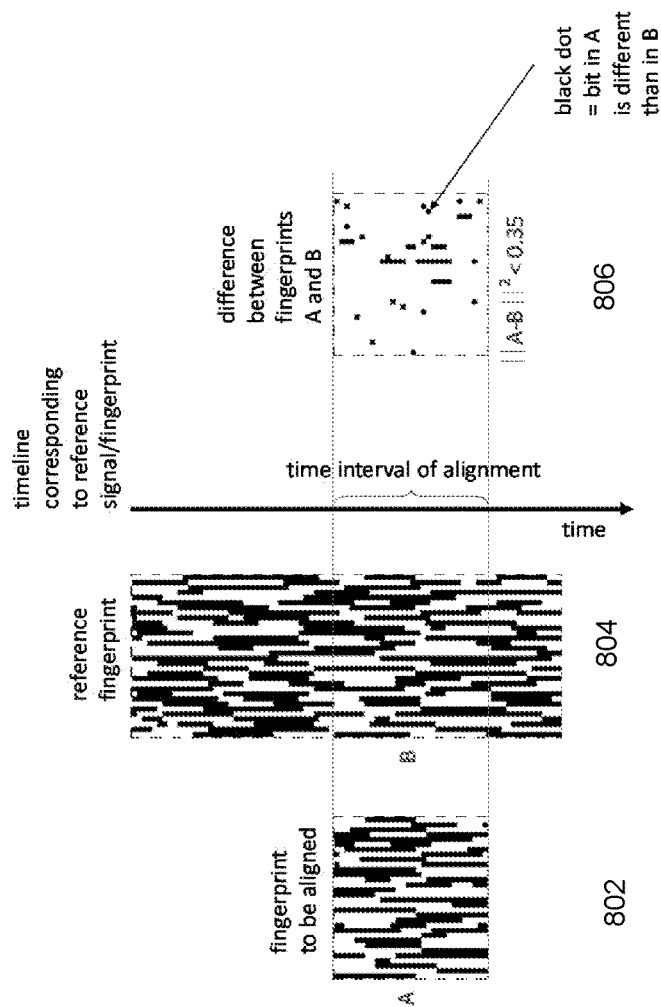 fingerprint
to be aligned
A
802
reference
fingerprint
B
804
timeline
corresponding
to reference
signal/fingerprint
time interval of alignment
time
difference
between
fingerprints
A and B
||A-B||² < 0.35
806
black dot
= bit in A
is different
than in B